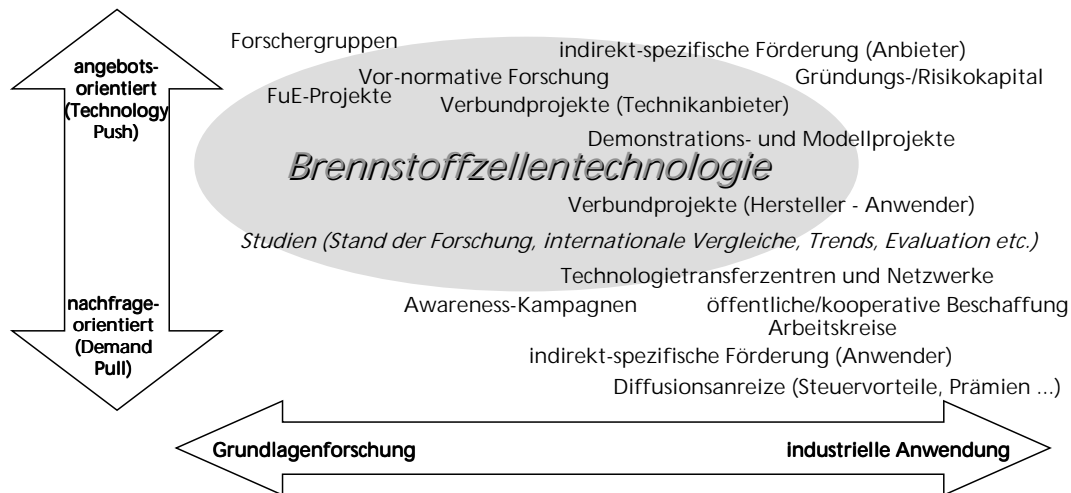 Forschergruppen
indirekt-spezifische Förderung (Anbieter)
angebots-
orientiert
(Technology
Push)
Vor-normative Forschung
Gründungs-/Risikokapital
FuE-Projekte
Verbundprojekte (Technikanbieter)
Demonstrations- und Modellprojekte
Brennstoffzellentechnologie
Verbundprojekte (Hersteller - Anwender)
Studien (Stand der Forschung, internationale Vergleiche, Trends, Evaluation etc.)
Technologietransferzentren und Netzwerke
nachfrage-
orientiert
(Demand
Pull)
Awareness-Kampagnen
öffentliche/kooperative Beschaffung
Arbeitskreise
indirekt-spezifische Förderung (Anwender)
Diffusionsanreize (Steuervorteile, Prämien ...)
Grundlagenforschung
industrielle Anwendung